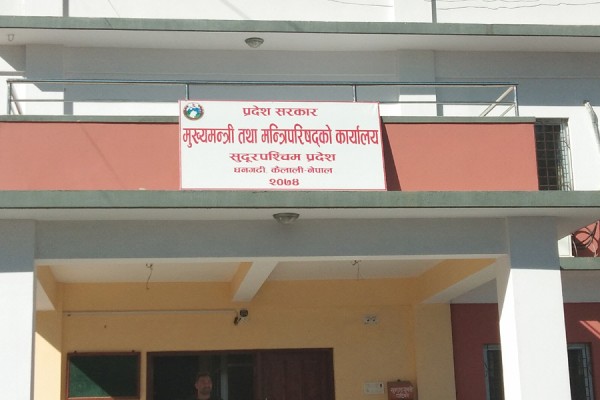 प्रदेश सरकार
मुख्यमन्त्री तथा मन्त्रिपरिषद्को कार्यालय
सुदूरपश्चिम प्रदेश
धनगढी, कैलाली-नेपाल
२०७४